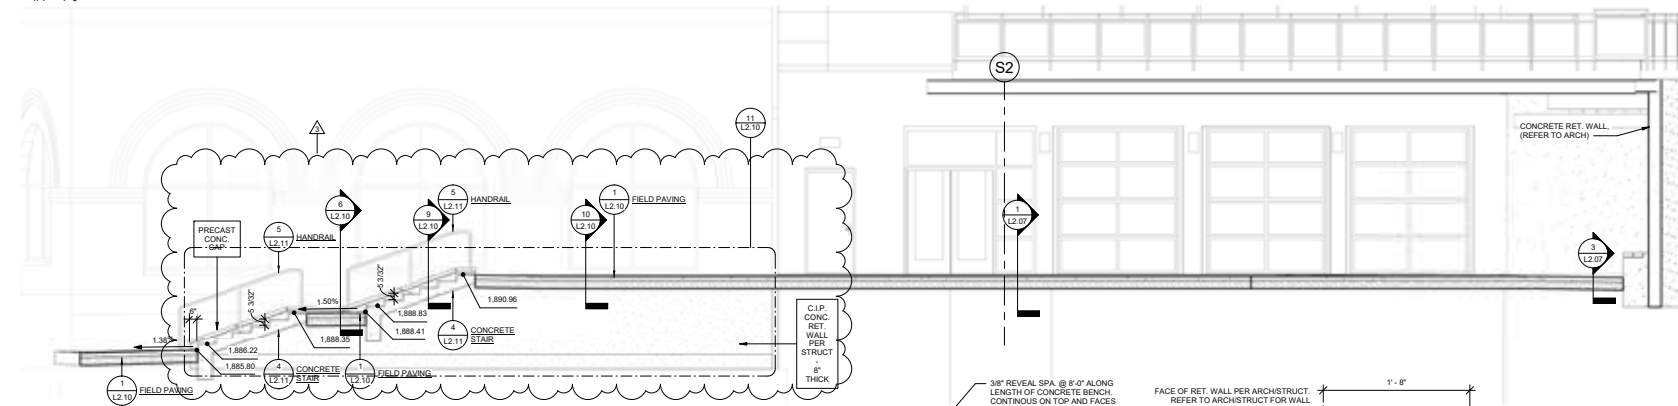 S2
3
11
L2.10
CONCRETE RET. WALL,
(REFER TO ARCH)
5
L2.11
HANDRAIL
1
L2.10
FIELD PAVING
6
L2.10
9
L2.10
10
L2.10
1
L2.07
3
L2.07
PRECAST
CONC.
CAP
5
L2.11
HANDRAIL
5 3/32"
5 3/32"
1.50%
6"
1,890.96
1,888.83
1,888.41
1,888.35
1,886.22
1,885.80
1.38%
4
L2.11
CONCRETE
STAIR
4
L2.11
CONCRETE
STAIR
1
L2.10
FIELD PAVING
1
L2.10
FIELD PAVING
C.I.P.
CONC.
RET.
WALL
PER
STRUCT
-
8"
THICK
3/8" REVEAL SPA. @ 8'-0" ALONG
LENGTH OF CONCRETE BENCH.
CONTINOUS ON TOP AND FACES
FACE OF RET. WALL PER ARCH/STRUCT.
REFER TO ARCH/STRUCT FOR WALL
1' - 8"